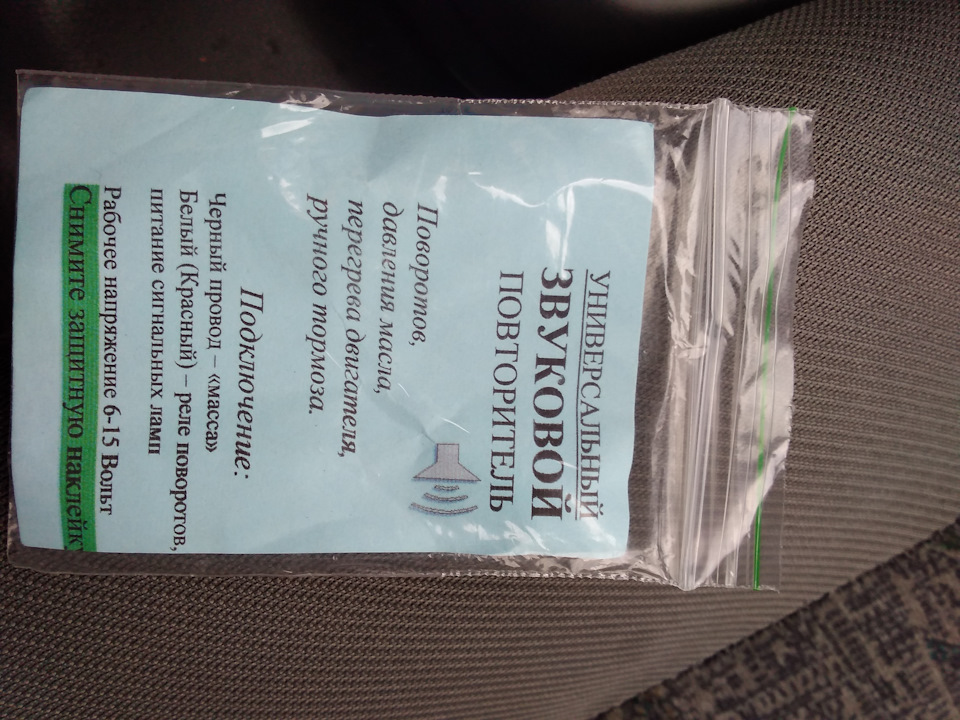 УНИВЕРСАЛЬНЫЙ
ЗВУКОВОЙ
ПОВТОРИТЕЛЬ
Поворотов,
давления масла,
перегрева двигателя,
ручного тормоза.
Подключение:
Черный провод – «масса»
Белый (Красный) – реле поворотов,
питание сигнальных ламп
Рабочее напряжение 6-15 Вольт
Снимите защитную наклейк